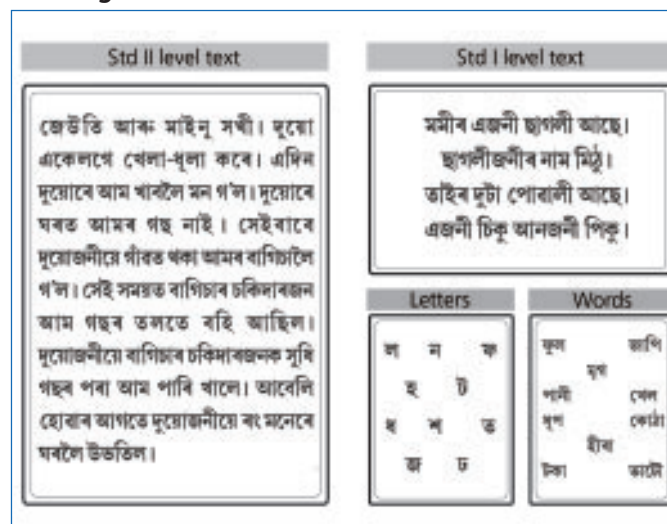 Std II level text
জেউতি আৰু মাইনু সখী। দুয়ো
একেলগে খেলা-ধূলা কৰে। এদিন
দুয়োৰে আম খাবলৈ মন গ'ল। দুয়োৰে
ঘৰত আমৰ গছ নাই। সেইবাবে
দুয়োজনীয়ে গাঁৱত থকা আমৰ বাগিচালৈ
গ'ল। সেই সময়ত বাগিচাৰ চকিদাৰজন
আম গছৰ তলতে বহি আছিল।
দুয়োজনীয়ে বাগিচাৰ চকিদাৰজনক সুধি
গছৰ পৰা আম পাৰি খালে। আবেলি
হোৱাৰ আগতে দুয়োজনীয়ে ৰং মনেৰে
ঘৰলৈ উভতিল।
Std I level text
মমীৰ এজনী ছাগলী আছে।
ছাগলীজনীৰ নাম মিঠু।
তাইৰ দুটা পোৱালী আছে।
এজনী চিকু আনজনী পিকু।
Letters
ল ন ফ
হ ট
ধ শ ত
জ ঢ
Words
ফুল জাপি
মৃগ
পানী খেল
ধূপ কোঠা
হীৰা
টকা ভাটৌ